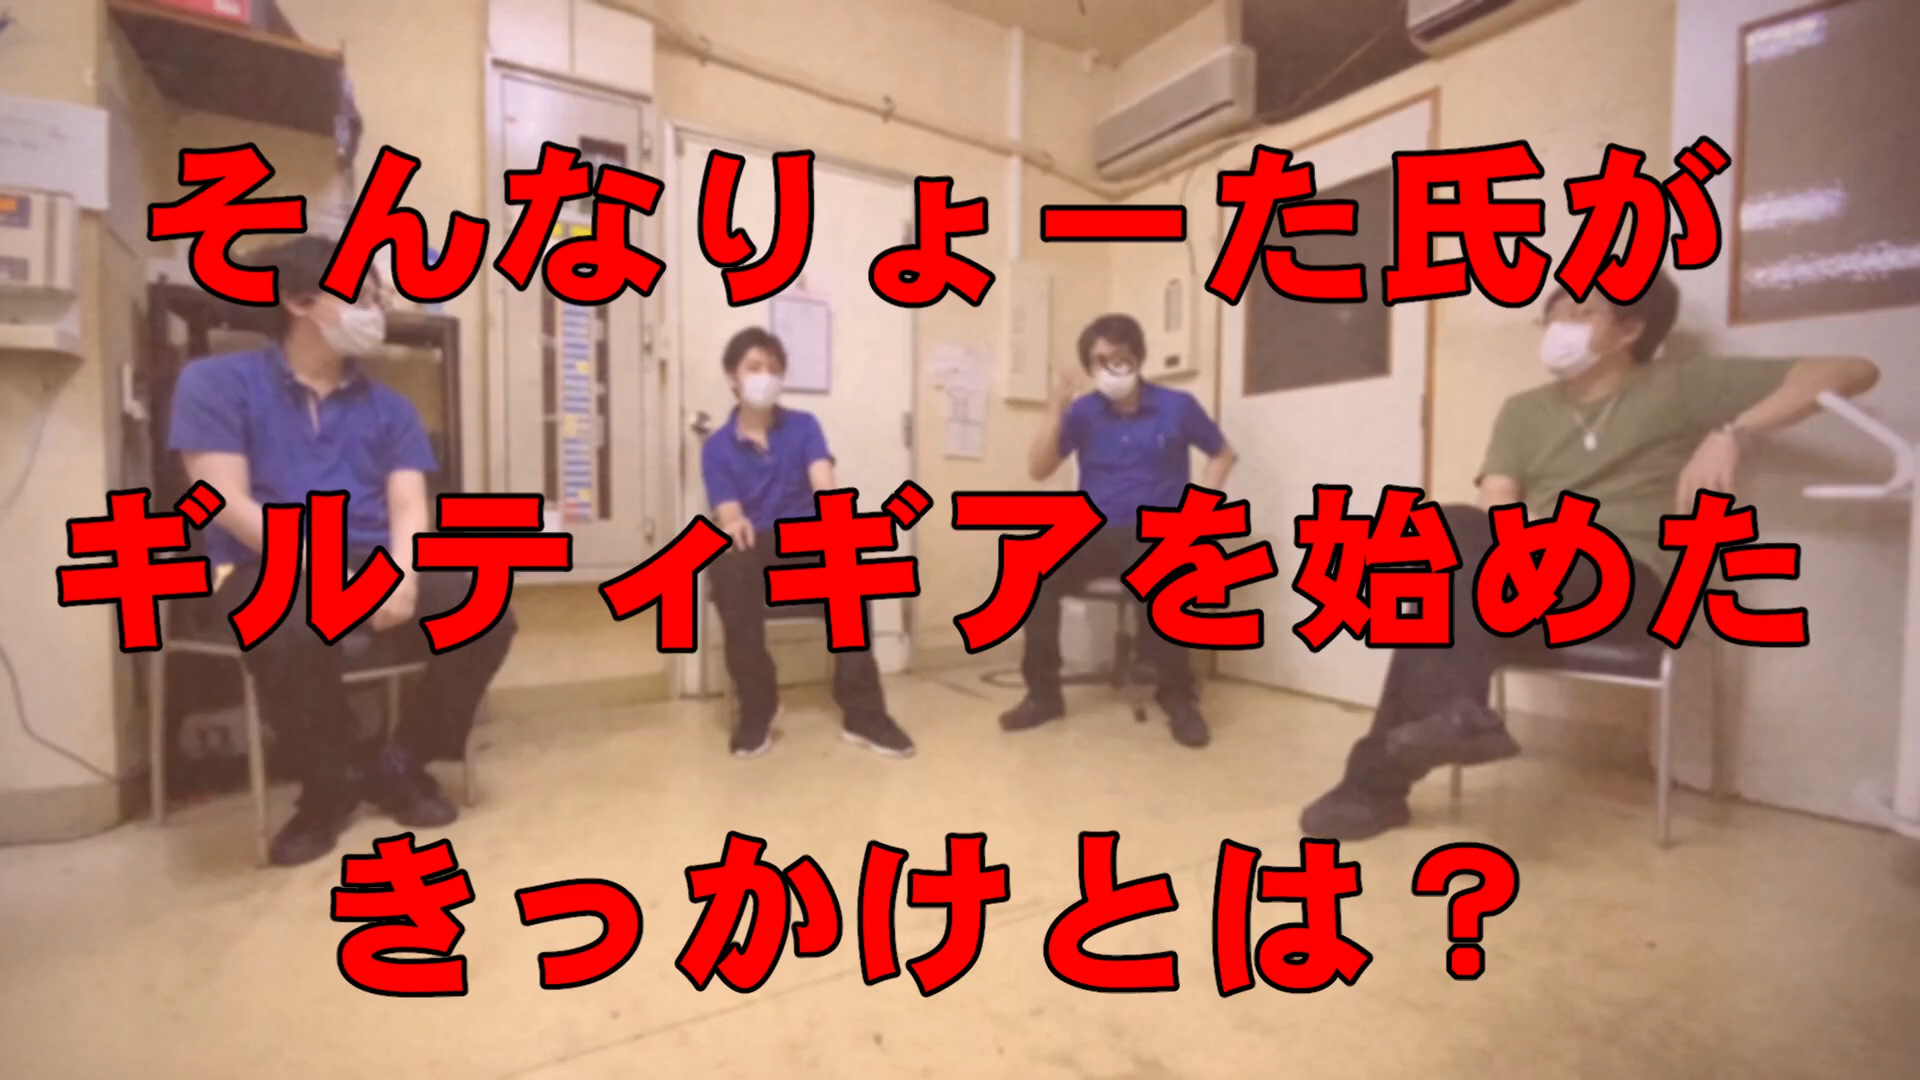 そんなりょーた氏が
ギルティギアを始めた
きっかけとは？